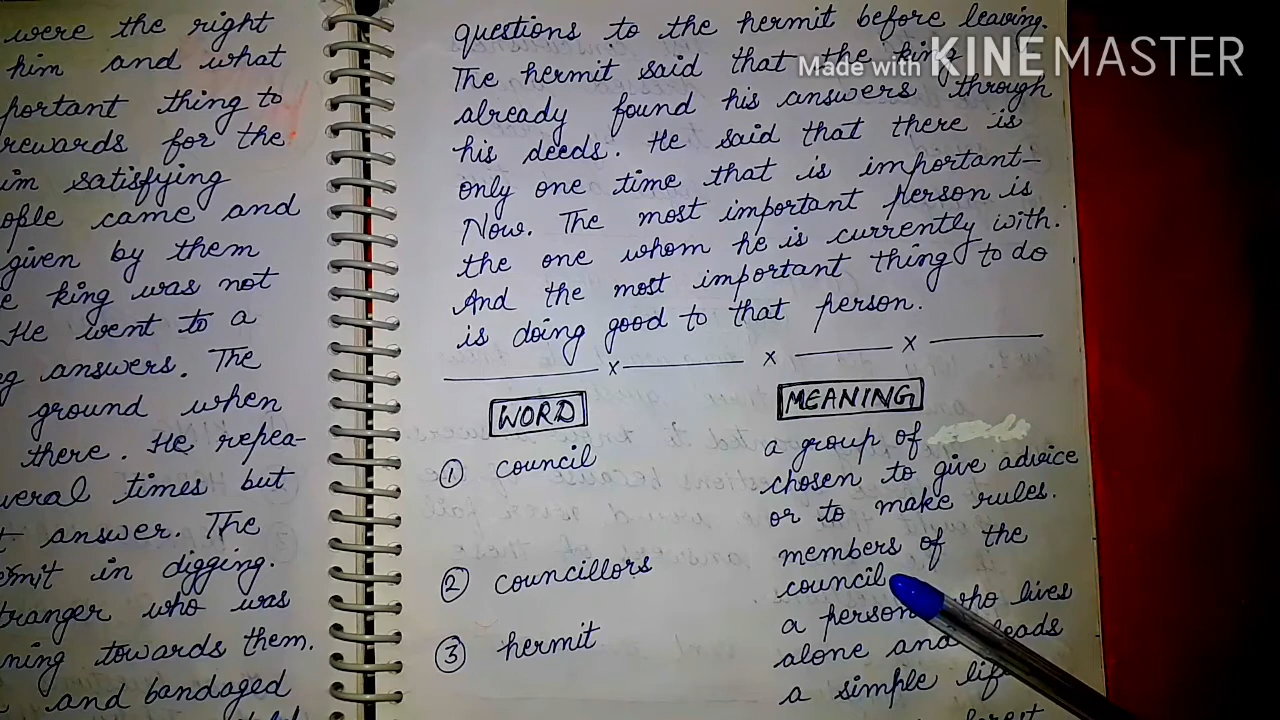 were the right
him and what
portant thing to
rewards for the
im satisfying
ople came and
given by them
e king was not
He went to a
g answers. The
ground when
there. He repea-
veral times but
t answer. The
ermit in digging.
tranger who was
ning towards them.
and bandaged
questions to the hermit before leaving.
The hermit said that the king
already found his answers through
his deeds. He said that there is
only one time that is important—
Now. The most important person is
the one whom he is currently with.
And the most important thing to do
is doing good to that person.
x x x
WORD MEANING
① council a group of
chosen to give advice
or to make rules.
② councillors members of the
council
③ hermit a person who lives
alone and leads
a simple life
Made with KINEMASTER